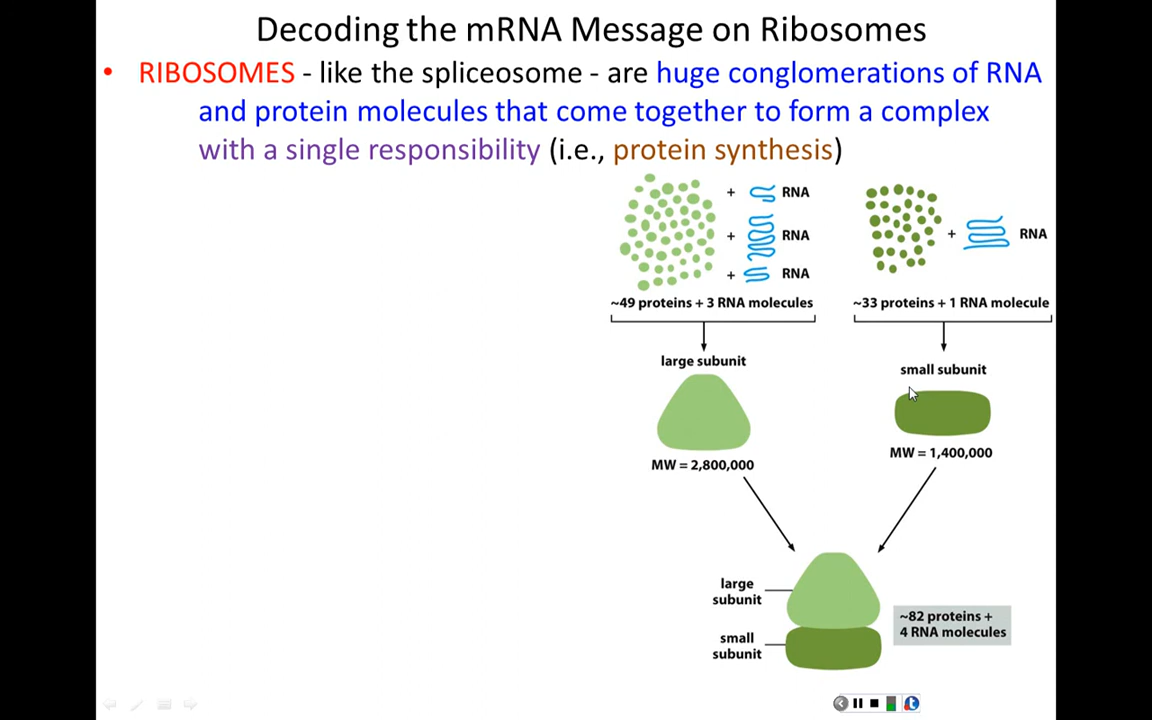 Decoding the mRNA Message on Ribosomes
• RIBOSOMES - like the spliceosome - are huge conglomerations of RNA
and protein molecules that come together to form a complex
with a single responsibility (i.e., protein synthesis)
+ RNA
+ RNA
+ RNA
+ RNA
~49 proteins + 3 RNA molecules
~33 proteins + 1 RNA molecule
large subunit
small subunit
MW = 2,800,000
MW = 1,400,000
large
subunit
small
subunit
~82 proteins +
4 RNA molecules